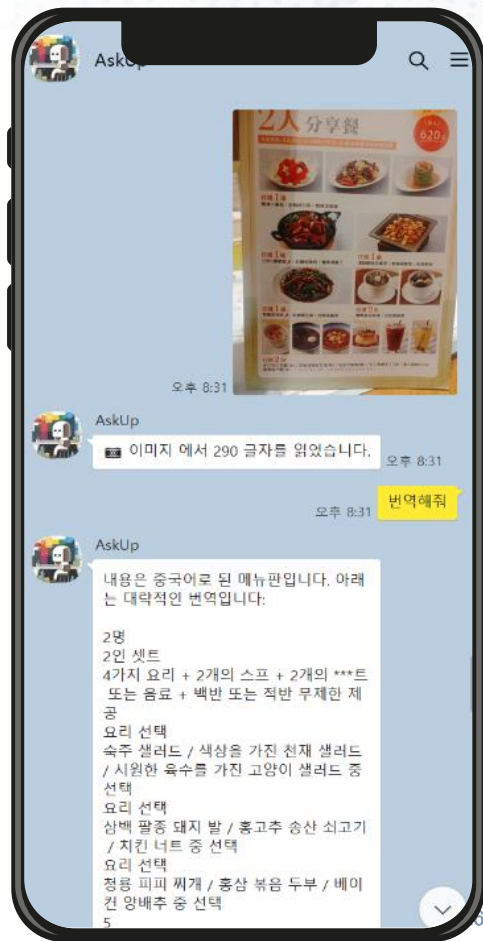 AskUp
2人 分享餐
620
오후 8:31
AskUp
이미지 에서 290 글자를 읽었습니다.
오후 8:31
번역해줘
오후 8:31
AskUp
내용은 중국어로 된 메뉴판입니다. 아래
는 대략적인 번역입니다:
2명
2인 셋트
4가지 요리 + 2개의 스프 + 2개의 ***트
또는 음료 + 백반 또는 적반 무제한 제
공
요리 선택
숙주 샐러드 / 색상을 가진 천재 샐러드
/ 시원한 육수를 가진 고양이 샐러드 중
선택
요리 선택
삼백 팔종 돼지 발 / 홍고추 송산 쇠고기
/ 치킨 너트 중 선택
요리 선택
청룡 피피 찌개 / 홍삼 볶음 두부 / 베이
컨 양배추 중 선택
5
6